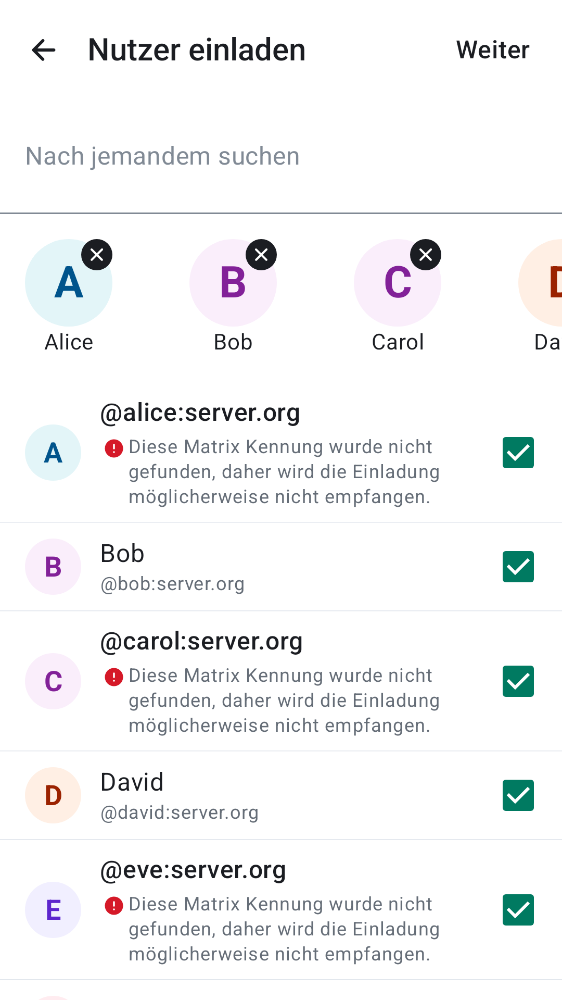 Nutzer einladen
Weiter
Nach jemandem suchen
A
B
C
D
Alice
Bob
Carol
Da
@alice:server.org
A
Diese Matrix Kennung wurde nicht
gefunden, daher wird die Einladung
möglicherweise nicht empfangen.
Bob
B
@bob:server.org
@carol:server.org
C
Diese Matrix Kennung wurde nicht
gefunden, daher wird die Einladung
möglicherweise nicht empfangen.
David
D
@david:server.org
@eve:server.org
E
Diese Matrix Kennung wurde nicht
gefunden, daher wird die Einladung
möglicherweise nicht empfangen.